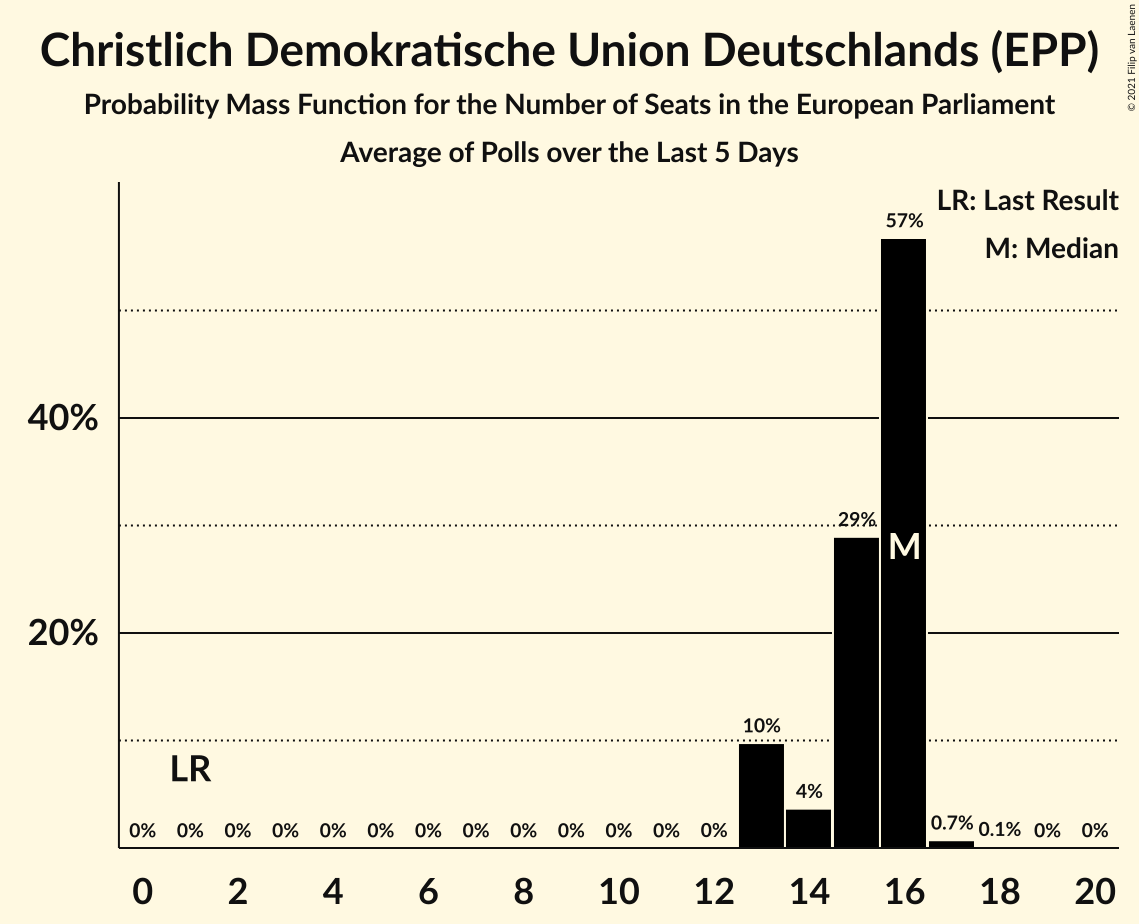 Christlich Demokratische Union Deutschlands (EPP)
Probability Mass Function for the Number of Seats in the European Parliament
Average of Polls over the Last 5 Days
© 2021 Filip van Laenen
LR: Last Result
M: Median
57%
40%
29%
M
20%
10%
LR
4%
0% 0% 0% 0% 0% 0% 0% 0% 0% 0% 0% 0% 0% 0.7% 0.1% 0% 0%
0 2 4 6 8 10 12 14 16 18 20